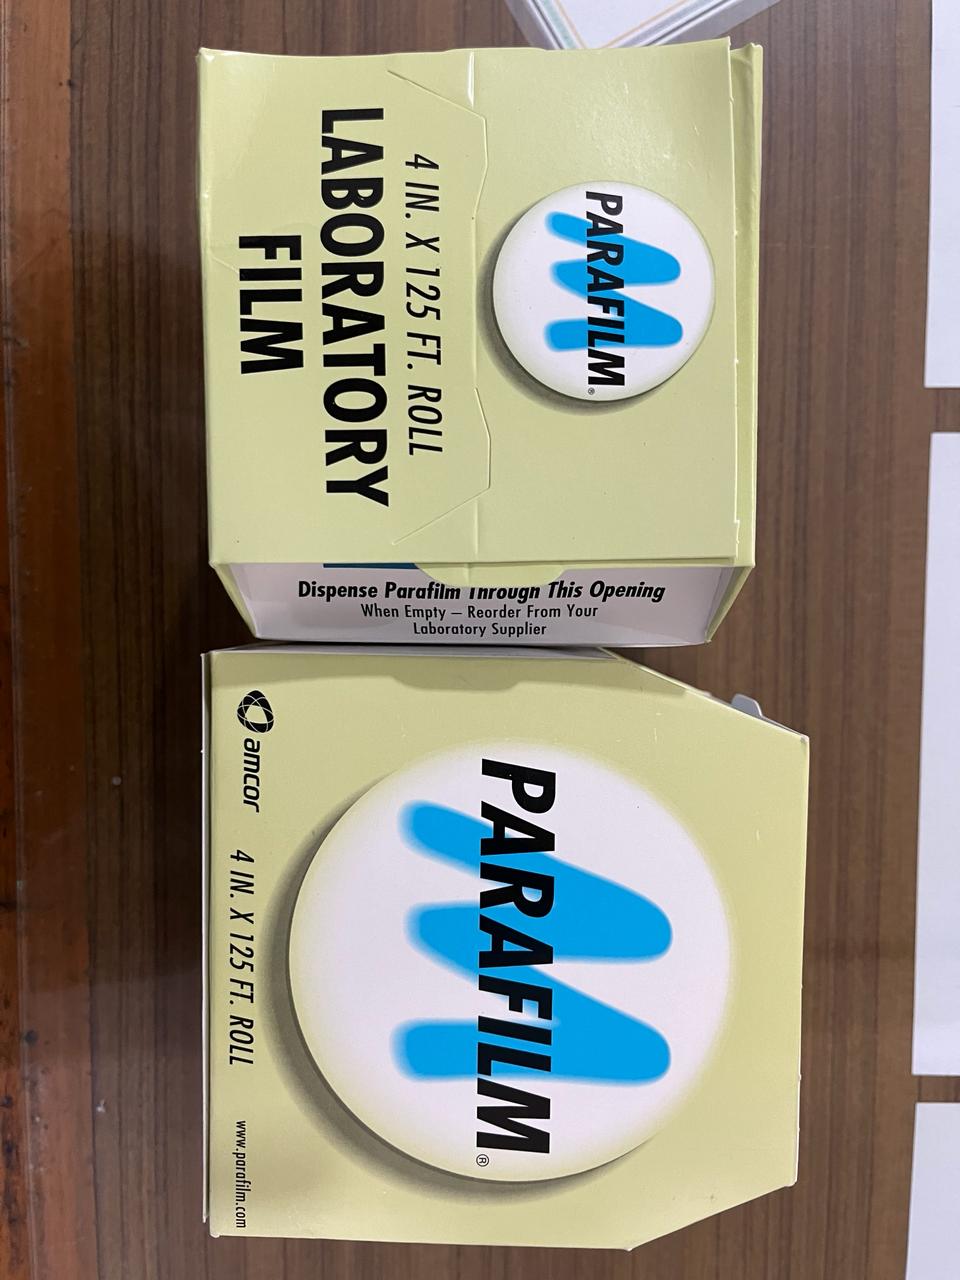 M
PARAFILM®
4 IN. X 125 FT. ROLL
LABORATORY
FILM
Dispense Parafilm Through This Opening
When Empty – Reorder From Your
Laboratory Supplier
M
PARAFILM®
amcor
4 IN. X 125 FT. ROLL
www.parafilm.com